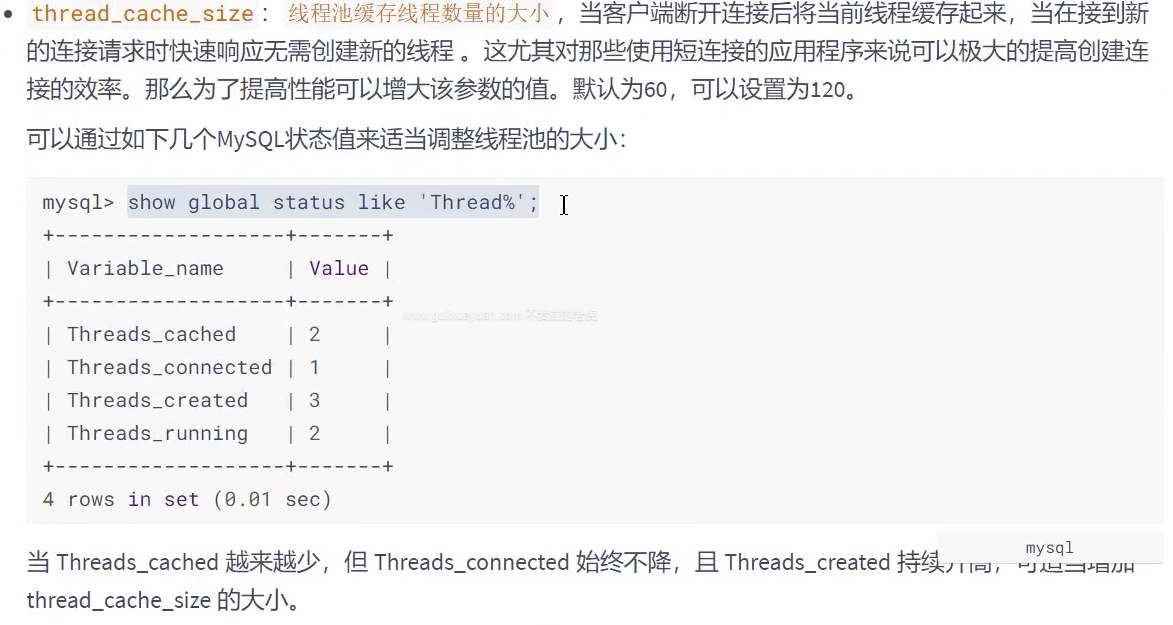 • thread_cache_size：线程池缓存线程数量的大小，当客户端断开连接后将当前线程缓存起来，当在接到新
的连接请求时快速响应无需创建新的线程 。这尤其对那些使用短连接的应用程序来说可以极大的提高创建连
接的效率。那么为了提高性能可以增大该参数的值。默认为60，可以设置为120。
可以通过如下几个MySQL状态值来适当调整线程池的大小：
mysql> show global status like 'Thread%';
+-------------------+-------+
| Variable_name     | Value |
+-------------------+-------+
www.guixueyuan.com
| Threads_cached    | 2     |
| Threads_connected | 1     |
| Threads_created   | 3     |
| Threads_running   | 2     |
+-------------------+-------+
4 rows in set (0.01 sec)
mysql
当 Threads_cached 越来越少，但 Threads_connected 始终不降，且 Threads_created 持续升高，可适当增加
thread_cache_size 的大小。